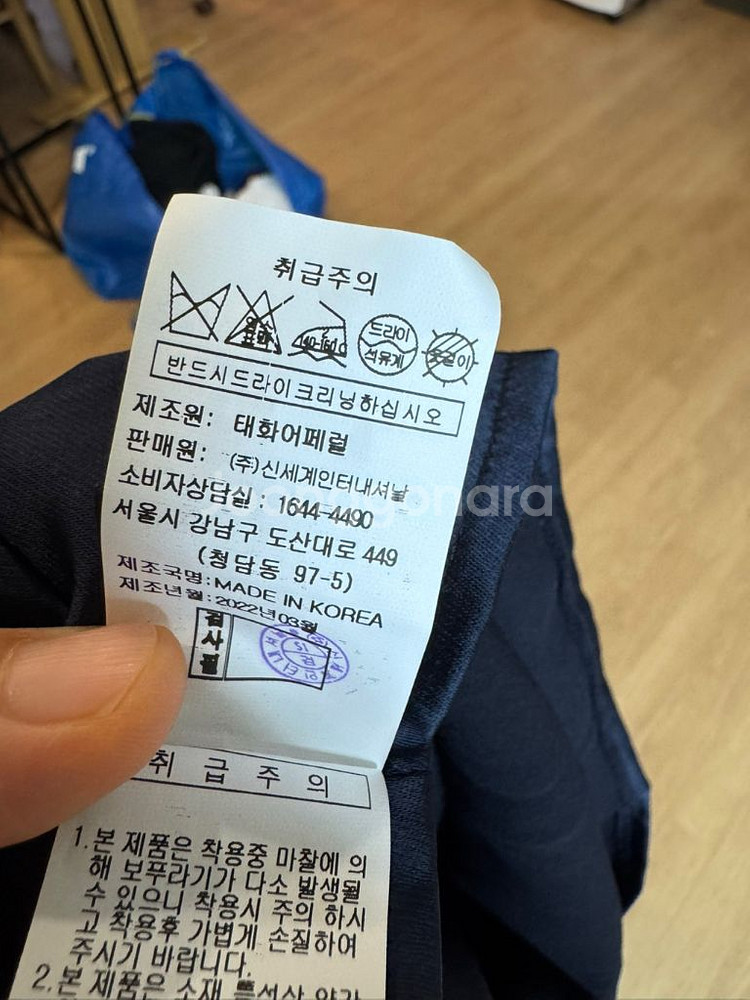 취급주의
드라이
석유계
반드시드라이크리닝하십시오
제조원: 태화어페럴
판매원: (주)신세계인터내셔날
소비자상담실: 1644-4490
서울시 강남구 도산대로 449
(청담동 97-5)
제조국명:MADE IN KOREA
제조년월:2022년03월
검사필
취급주의
1.본 제품은 착용중 마찰에 의
해 보푸라기가 다소 발생될
수 있으니 착용시 주의 하시
고 착용후 가볍게 손질하여
주시기 바랍니다.
2.본 제품은 소재 특성상 약간